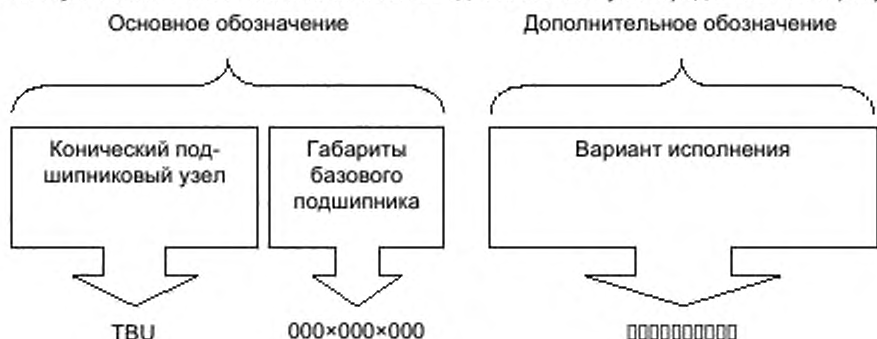 Основное обозначение
Дополнительное обозначение
Конический под-
шипниковый узел
Габариты
базового
подшипника
Вариант исполнения
TBU
000×000×000